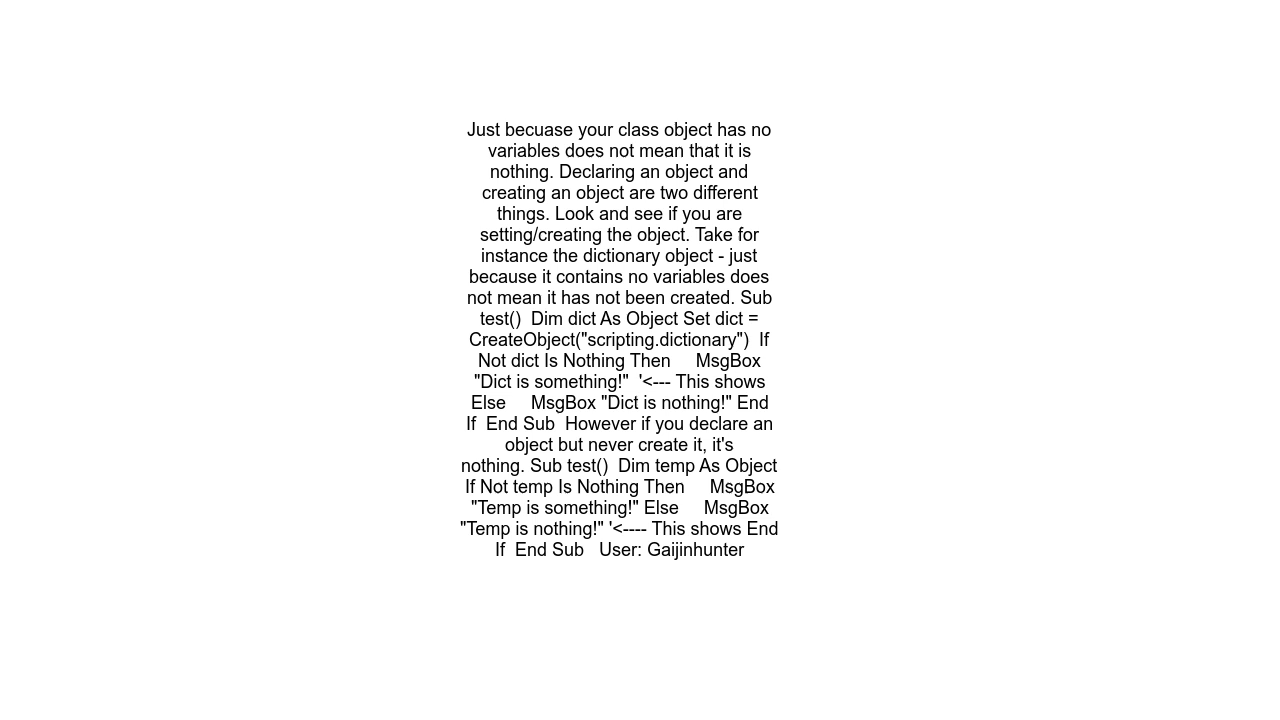 Just becuase your class object has no
variables does not mean that it is
nothing. Declaring an object and
creating an object are two different
things. Look and see if you are
setting/creating the object. Take for
instance the dictionary object - just
because it contains no variables does
not mean it has not been created. Sub
test()  Dim dict As Object Set dict =
CreateObject("scripting.dictionary")  If
Not dict Is Nothing Then     MsgBox
"Dict is something!"  '<--- This shows
Else     MsgBox "Dict is nothing!" End
If  End Sub  However if you declare an
object but never create it, it's
nothing. Sub test()  Dim temp As Object
If Not temp Is Nothing Then     MsgBox
"Temp is something!" Else     MsgBox
"Temp is nothing!" '<---- This shows End
If  End Sub   User: Gaijinhunter